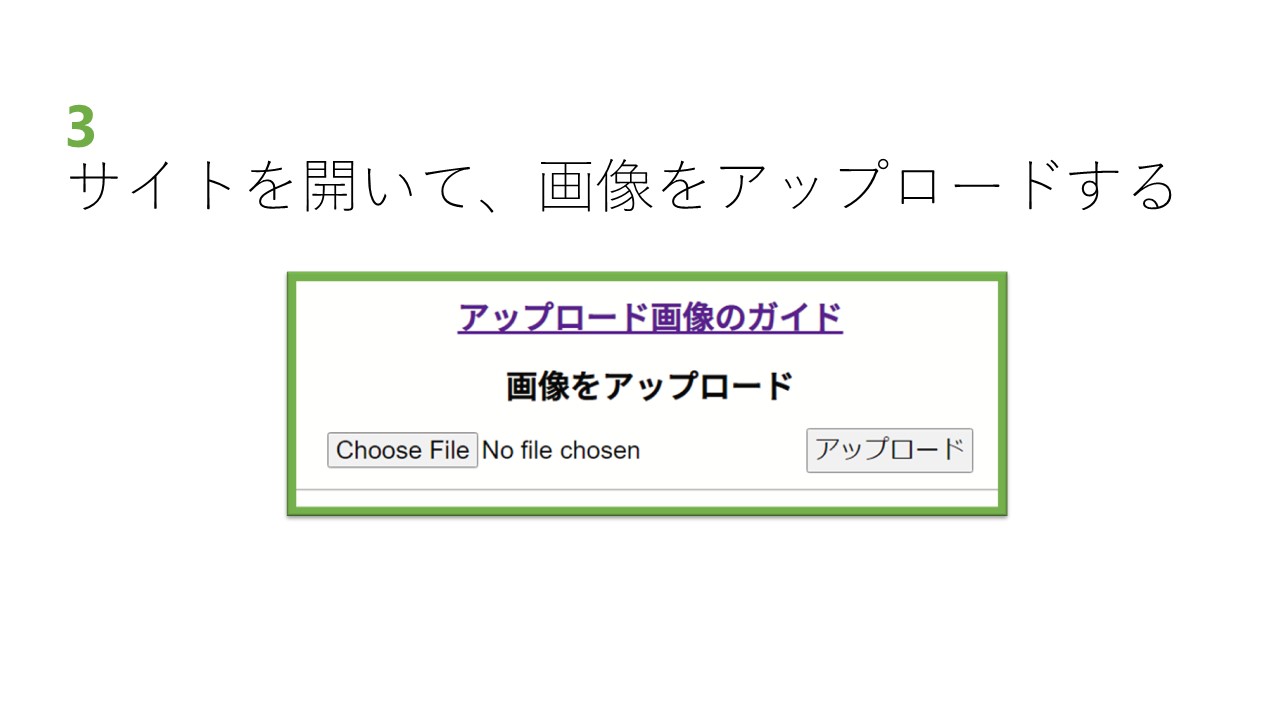 3
サイトを開いて、画像をアップロードする
アップロード画像のガイド
画像をアップロード
Choose File No file chosen アップロード